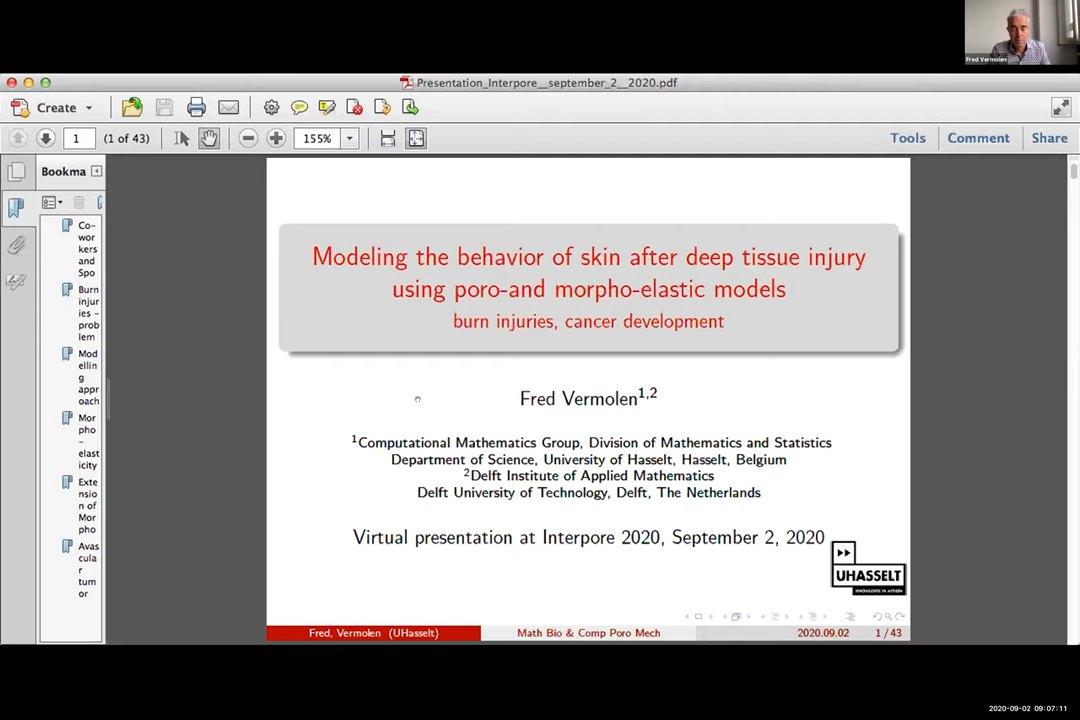 Fred Vermolen
Presentation_Interpore__september_2__2020.pdf
Create
1 (1 of 43) 155% Tools Comment Share
Bookma
Co-
wor
kers
and
Spo
Burn
injur
ies –
prob
lem
Mod
ellin
g
appr
oach
Mor
pho
–
elast
icity
Exte
nsio
n of
Mor
pho
Avas
cula
r
tum
or
Modeling the behavior of skin after deep tissue injury
using poro-and morpho-elastic models
burn injuries, cancer development
Fred Vermolen1,2
1Computational Mathematics Group, Division of Mathematics and Statistics
Department of Science, University of Hasselt, Hasselt, Belgium
2Delft Institute of Applied Mathematics
Delft University of Technology, Delft, The Netherlands
Virtual presentation at Interpore 2020, September 2, 2020
UHASSELT
KNOWLEDGE IN ACTION
Fred, Vermolen (UHasselt) Math Bio & Comp Poro Mech 2020.09.02 1 / 43
2020-09-02 09:07:11